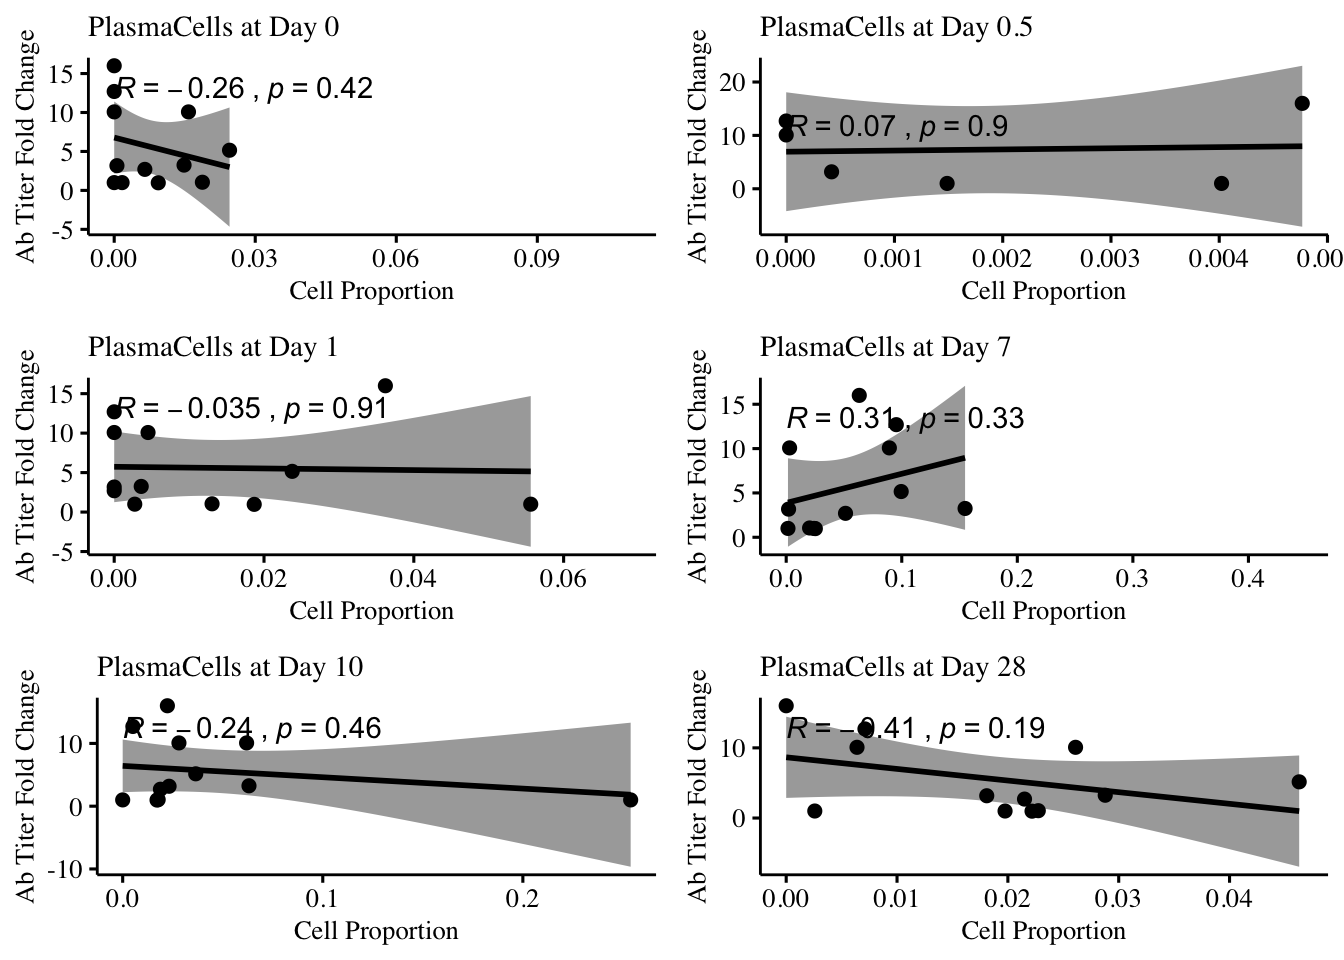 PlasmaCells at Day 0
Ab Titer Fold Change
15
10
5
0
-5
R = −0.26 , p = 0.42
0.00 0.03 0.06 0.09
Cell Proportion
PlasmaCells at Day 0.5
Ab Titer Fold Change
20
10
0
R = 0.07 , p = 0.9
0.000 0.001 0.002 0.003 0.004 0.00
Cell Proportion
PlasmaCells at Day 1
Ab Titer Fold Change
15
10
5
0
-5
R = −0.035 , p = 0.91
0.00 0.02 0.04 0.06
Cell Proportion
PlasmaCells at Day 7
Ab Titer Fold Change
15
10
5
0
R = 0.31 , p = 0.33
0.0 0.1 0.2 0.3 0.4
Cell Proportion
PlasmaCells at Day 10
Ab Titer Fold Change
10
0
-10
R = −0.24 , p = 0.46
0.0 0.1 0.2
Cell Proportion
PlasmaCells at Day 28
Ab Titer Fold Change
10
0
R = −0.41 , p = 0.19
0.00 0.01 0.02 0.03 0.04
Cell Proportion